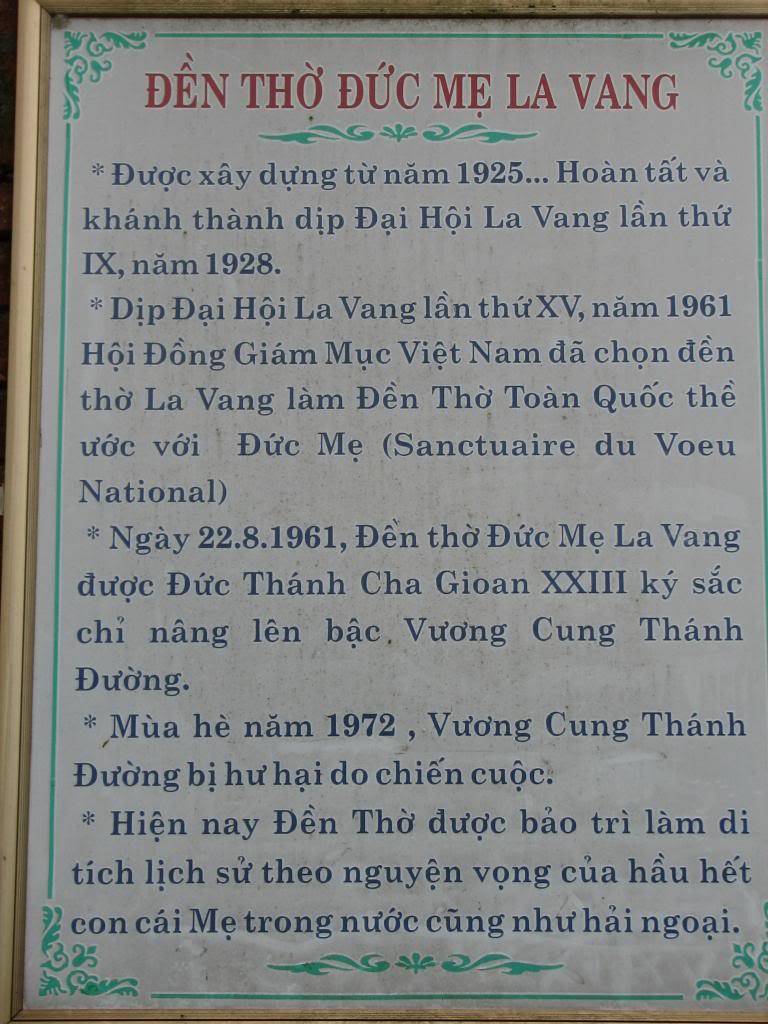 ĐỀN THỜ ĐỨC MẸ LA VANG
* Được xây dựng từ năm 1925... Hoàn tất và
khánh thành dịp Đại Hội La Vang lần thứ
IX, năm 1928.
* Dịp Đại Hội La Vang lần thứ XV, năm 1961
Hội Đồng Giám Mục Việt Nam đã chọn đền
thờ La Vang làm Đền Thờ Toàn Quốc thề
ước với Đức Mẹ (Sanctuaire du Voeu
National)
* Ngày 22.8.1961, Đền thờ Đức Mẹ La Vang
được Đức Thánh Cha Gioan XXIII ký sắc
chỉ nâng lên bậc Vương Cung Thánh
Đường.
* Mùa hè năm 1972 , Vương Cung Thánh
Đường bị hư hại do chiến cuộc.
* Hiện nay Đền Thờ được bảo trì làm di
tích lịch sử theo nguyện vọng của hầu hết
con cái Mẹ trong nước cũng như hải ngoại.